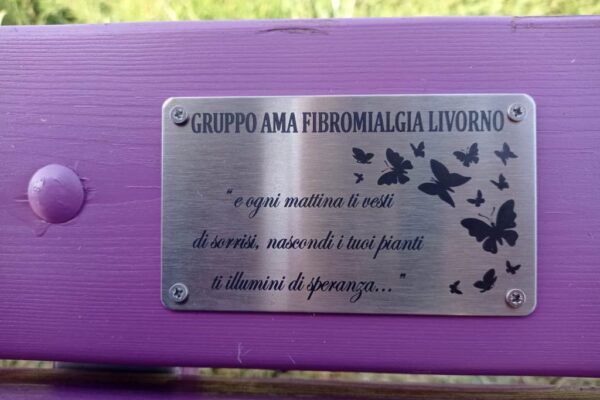 GRUPPO AMA FIBROMIALGIA LIVORNO
"e ogni mattina ti vesti
di sorrisi, nascondi i tuoi pianti
ti illumini di speranza..."